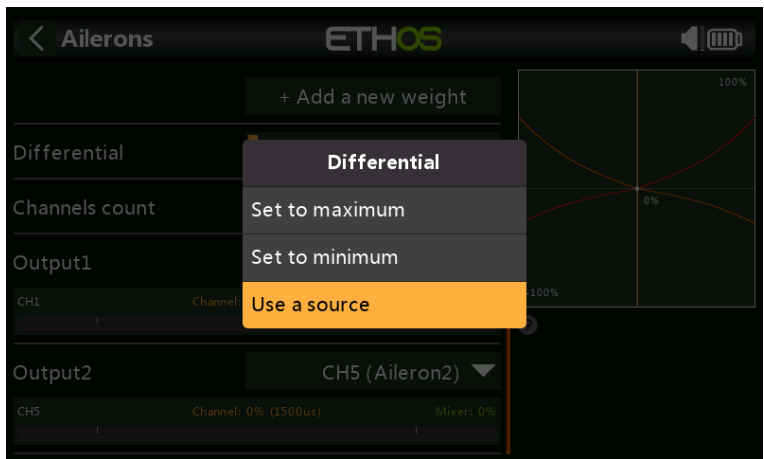 Ailerons
ETHOS
+ Add a new weight
100%
Differential
Differential
Set to maximum
Channels count
0%
Set to minimum
Output1
Use a source
-100%
CH1
Channel:
?
Output2
CH5 (Aileron2)
CH5
Channel: 0% (1500us)
Mixer: 0%